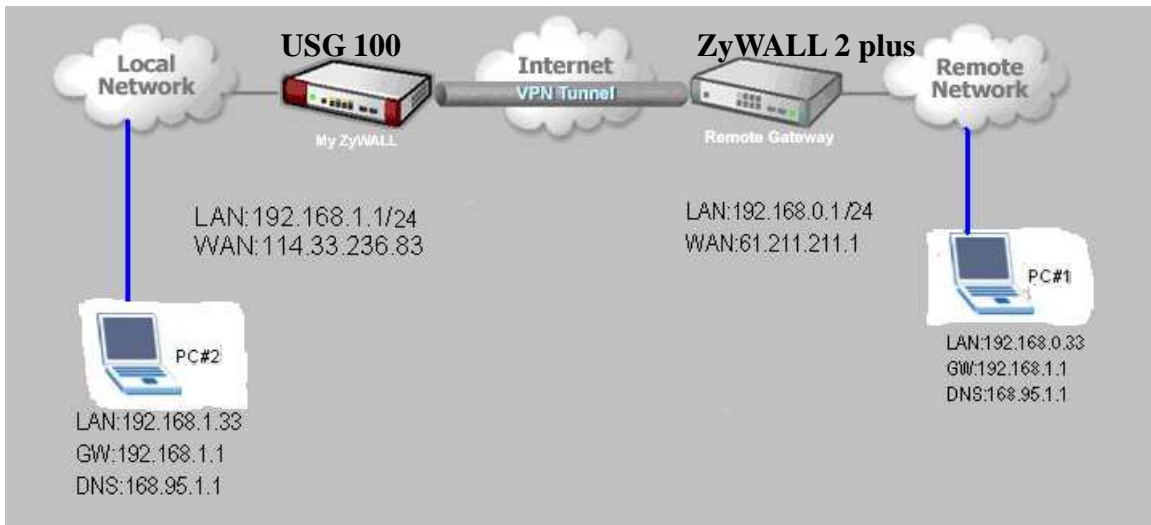 USG 100
ZyWALL 2 plus
Local
Network
Internet
VPN Tunnel
Remote
Network
My ZyWALL
Remote Gateway
LAN:192.168.1.1/24
WAN:114.33.236.83
LAN:192.168.0.1/24
WAN:61.211.211.1
PC#1
LAN:192.168.0.33
GW:192.168.1.1
DNS:168.95.1.1
PC#2
LAN:192.168.1.33
GW:192.168.1.1
DNS:168.95.1.1